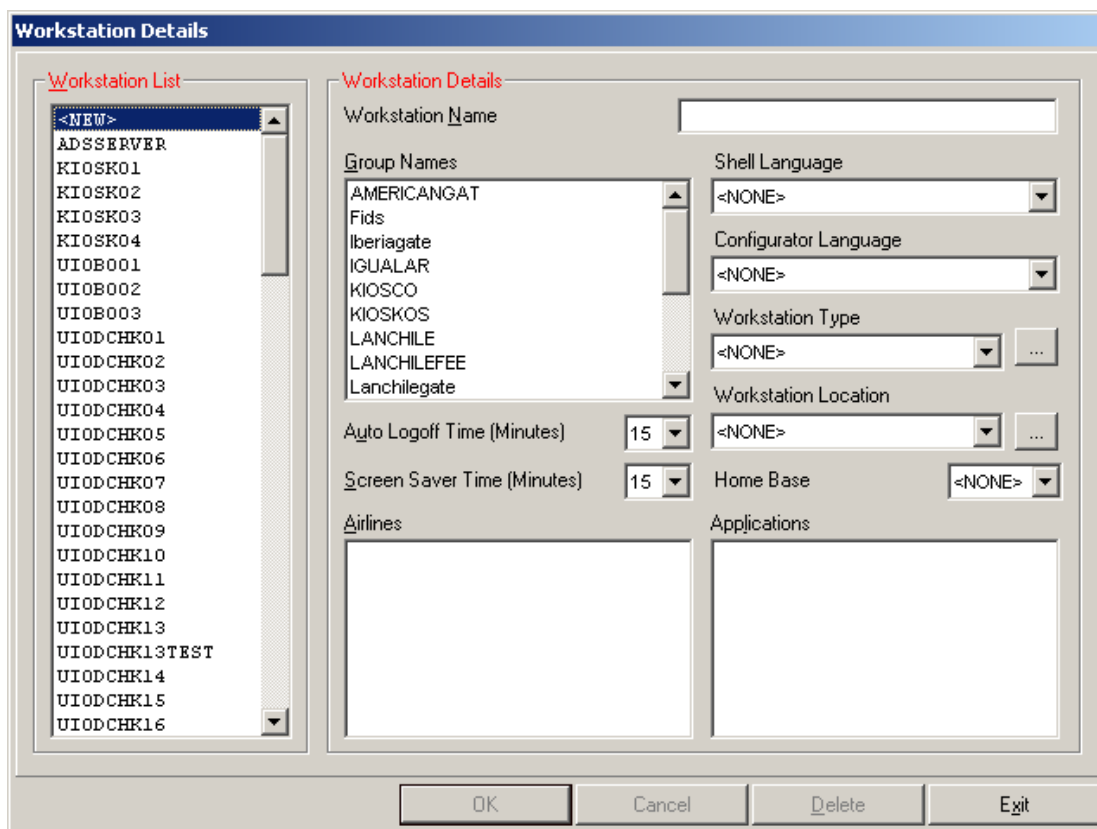 Workstation Details
Workstation List
<NEW>
ADSSERVER
KIOSK01
KIOSK02
KIOSK03
KIOSK04
UIOB001
UIOB002
UIOB003
UIODCHK01
UIODCHK02
UIODCHK03
UIODCHK04
UIODCHK05
UIODCHK06
UIODCHK07
UIODCHK08
UIODCHK09
UIODCHK10
UIODCHK11
UIODCHK12
UIODCHK13
UIODCHK13TEST
UIODCHK14
UIODCHK15
UIODCHK16
Workstation Details
Workstation Name
Group Names
AMERICANGAT
Fids
Iberiagate
IGUALAR
KIOSCO
KIOSKOS
LANCHILE
LANCHILEFEE
Lanchilegate
Shell Language
<NONE>
Configurator Language
<NONE>
Workstation Type
<NONE>
...
Workstation Location
<NONE>
...
Auto Logoff Time (Minutes)
15
Screen Saver Time (Minutes)
15
Home Base
<NONE>
Airlines
Applications
OK
Cancel
Delete
Exit